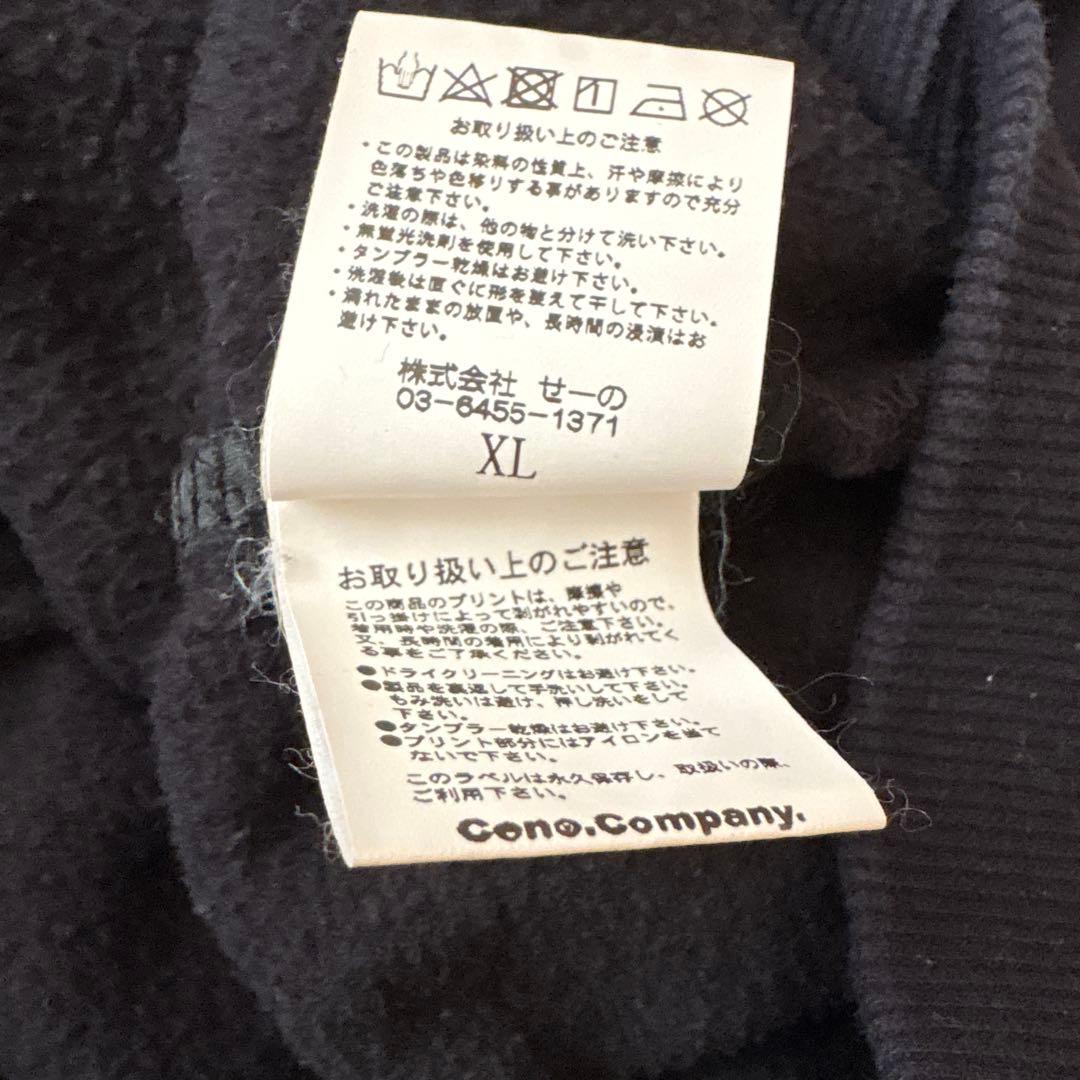 お取り扱い上のご注意
・この製品は染料の性質上、汗や摩擦により
色落ちや色移りする事がありますので充分
ご注意下さい。
・洗濯の際は、他の物と分けて洗い下さい。
・無蛍光洗剤を使用して下さい。
・タンブラー乾燥はお避け下さい。
・洗濯後は直ぐに形を整えて干して下さい。
・濡れたままの放置や、長時間の浸漬はお
避け下さい。
株式会社 せーの
03-6455-1371
XL
お取り扱い上のご注意
この商品のプリントは、摩擦や
引っ掛けによって剥がれやすいので、
着用時や洗濯の際、ご注意下さい。
又、長時間の着用により剥がれてく
る事をご了承ください。
●ドライクリーニングはお避け下さい。
●製品を裏返して手洗いして下さい。
もみ洗いは避け、押し洗いをして
下さい。
●タンブラー乾燥はお避け下さい。
●プリント部分にはアイロンを当て
ないで下さい。
このラベルは永久保存し、取扱いの際、
ご利用下さい。
Ceno.Company.